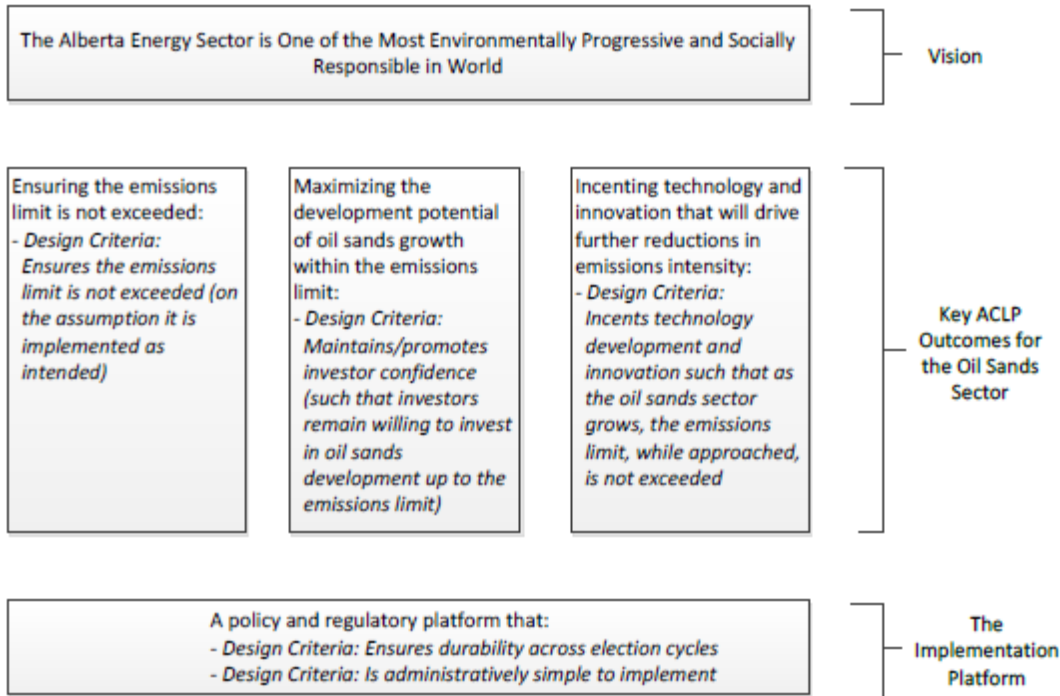 The Alberta Energy Sector is One of the Most Environmentally Progressive and Socially
Responsible in World
Vision
Ensuring the emissions
limit is not exceeded:
- Design Criteria:
Ensures the emissions
limit is not exceeded (on
the assumption it is
implemented as
intended)
Maximizing the
development potential
of oil sands growth
within the emissions
limit:
- Design Criteria:
Maintains/promotes
investor confidence
(such that investors
remain willing to invest
in oil sands
development up to the
emissions limit)
Incenting technology and
innovation that will drive
further reductions in
emissions intensity:
- Design Criteria:
Incents technology
development and
innovation such that as
the oil sands sector
grows, the emissions
limit, while approached,
is not exceeded
Key ACLP
Outcomes for
the Oil Sands
Sector
A policy and regulatory platform that:
- Design Criteria: Ensures durability across election cycles
- Design Criteria: Is administratively simple to implement
The
Implementation
Platform